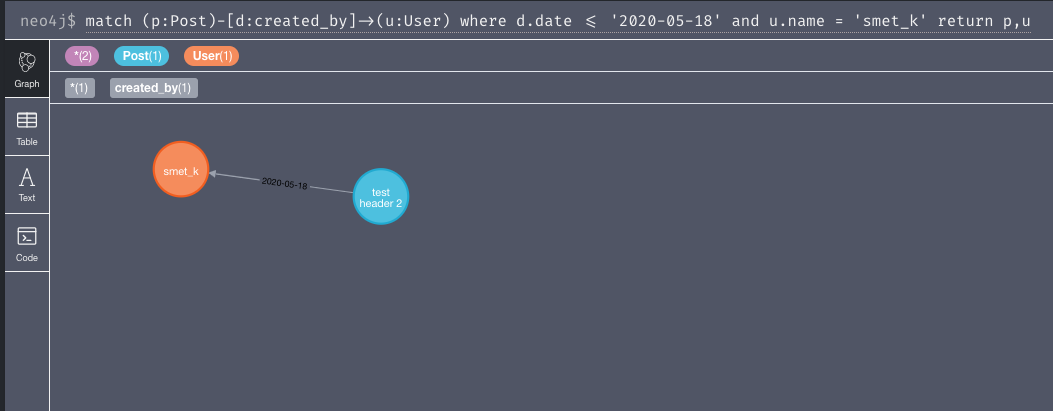 neo4j$ match (p:Post)-[d:created_by]->(u:User) where d.date <= '2020-05-18' and u.name = 'smet_k' return p,u
*(2) Post(1) User(1)
*(1) created_by(1)
Graph
Table
Text
Code
smet_k
2020-05-18
test
header 2